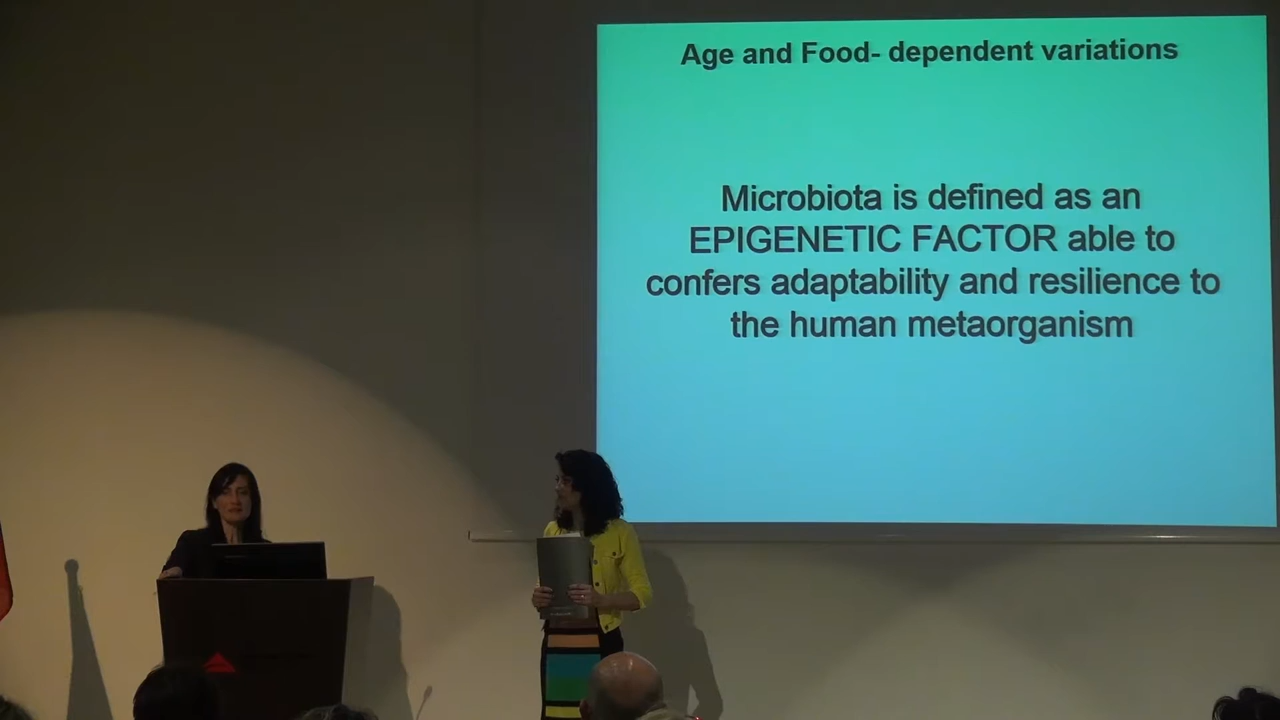 Age and Food- dependent variations
Microbiota is defined as an
EPIGENETIC FACTOR able to
confers adaptability and resilience to
the human metaorganism